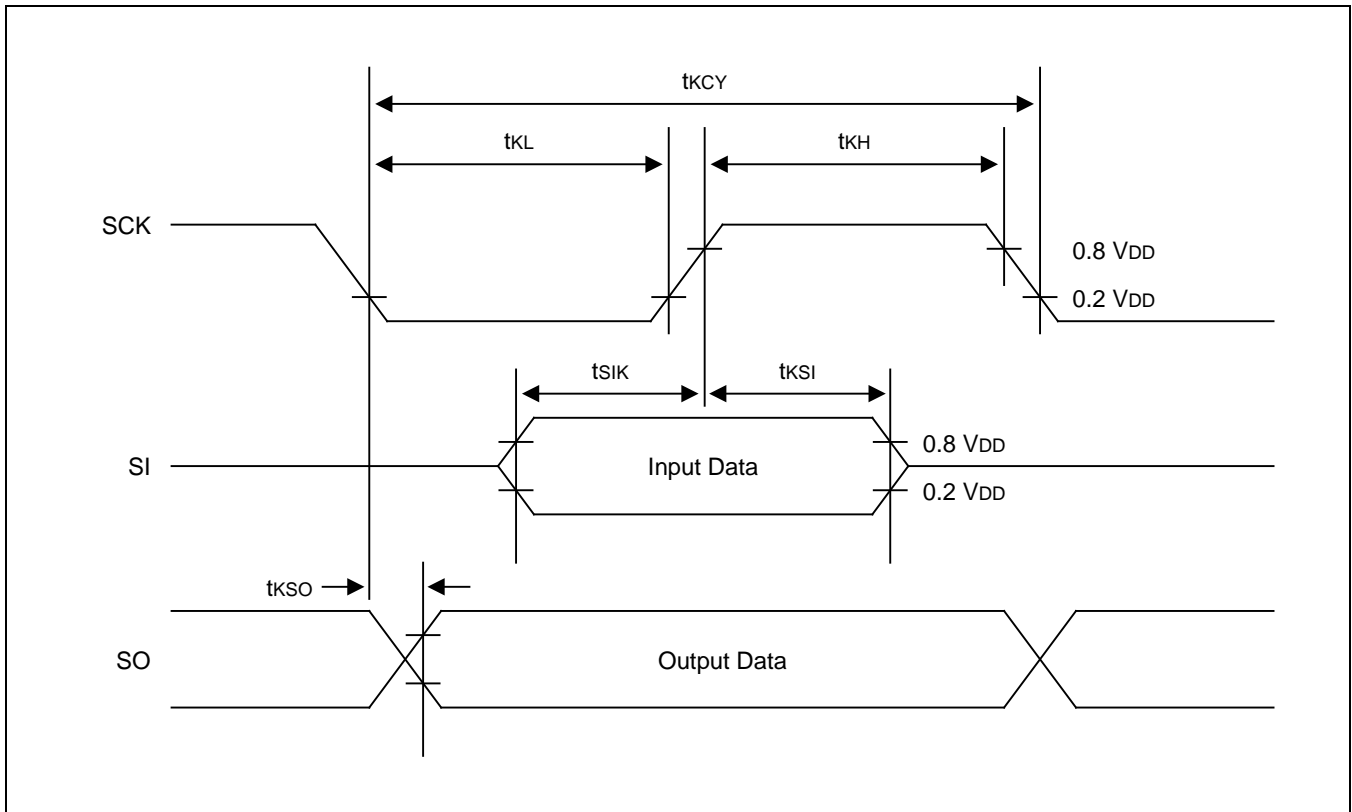 tKCY
tKL
tKH
SCK
0.8 VDD
0.2 VDD
tSIK
tKSI
0.8 VDD
SI
Input Data
0.2 VDD
tKSO
SO
Output Data